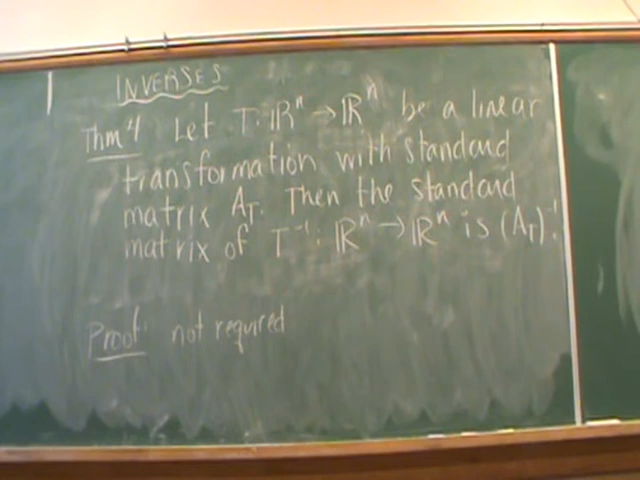 INVERSES
Thm 4 Let T: ℝⁿ → ℝⁿ be a linear
transformation with standard
matrix A_T. Then the standard
matrix of T⁻¹: ℝⁿ → ℝⁿ is (A_T)⁻¹.
Proof: not required